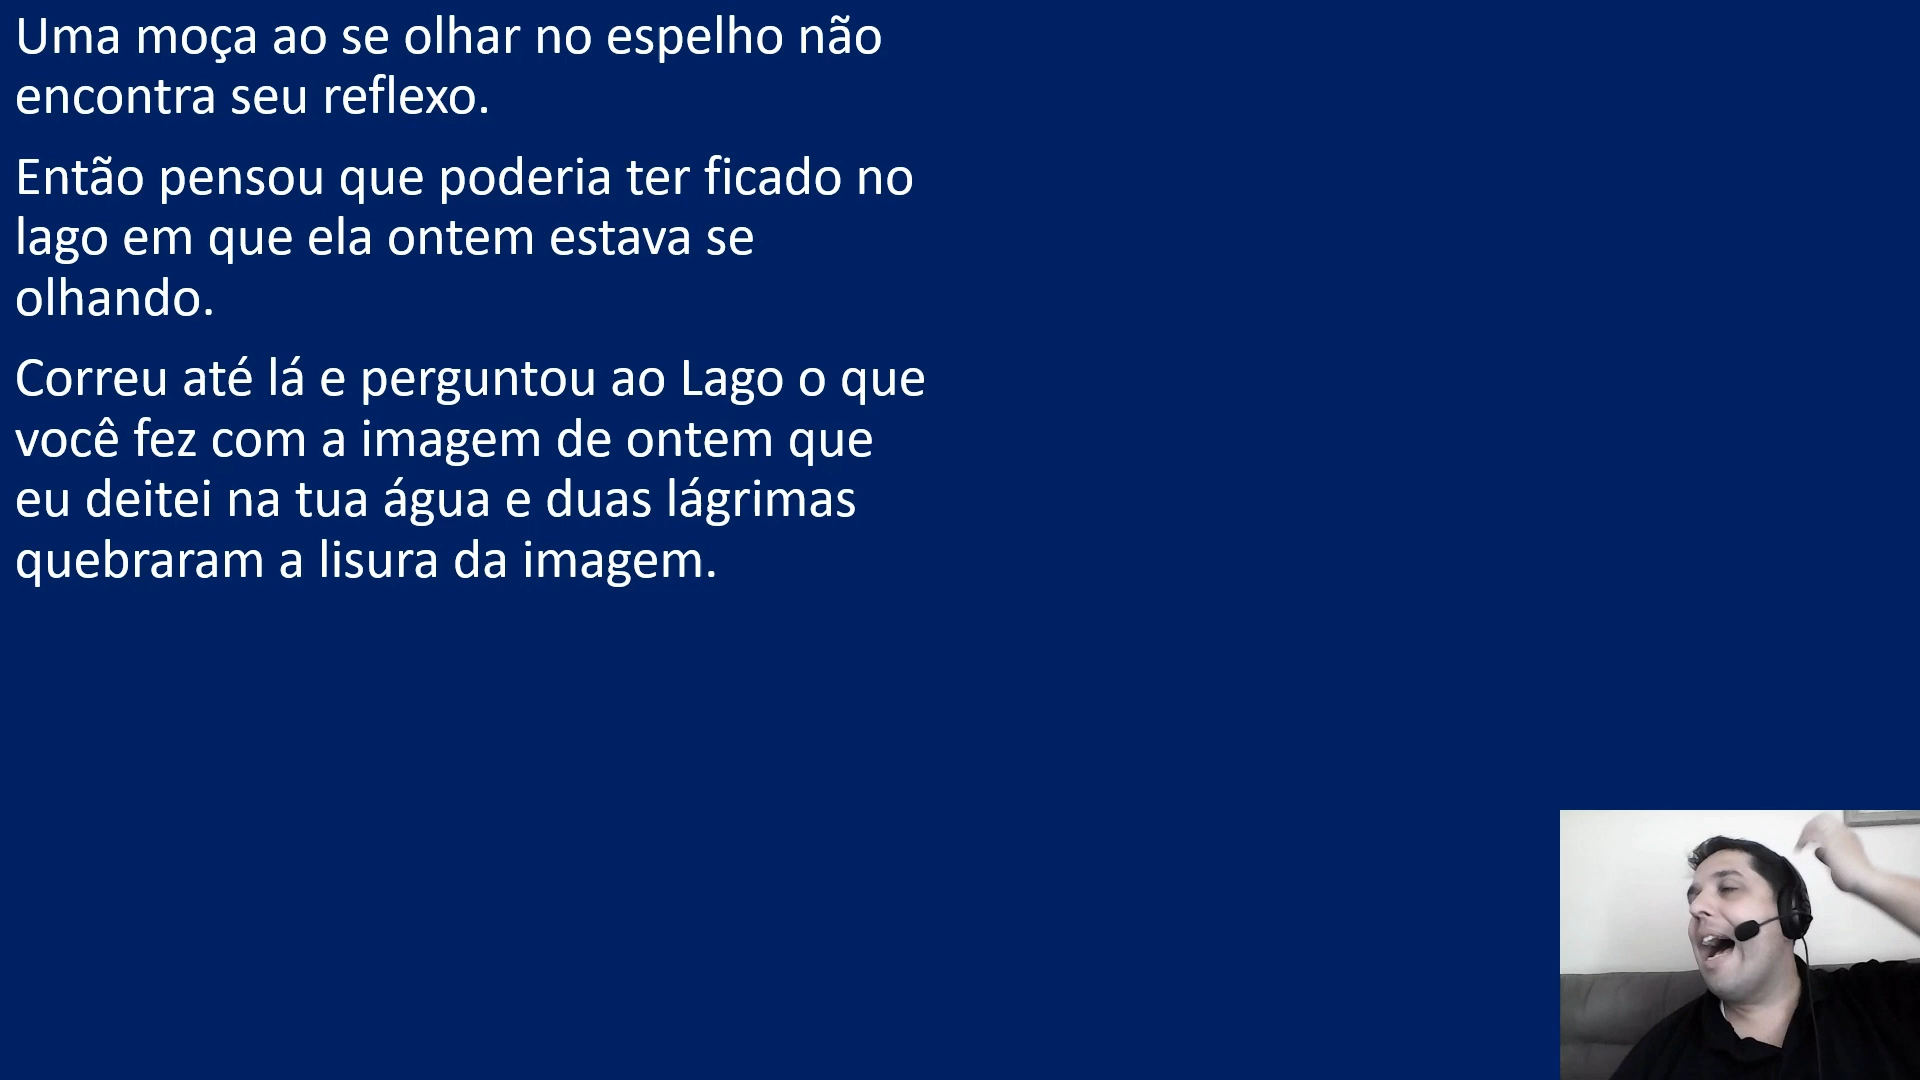 Uma moça ao se olhar no espelho não
encontra seu reflexo.
Então pensou que poderia ter ficado no
lago em que ela ontem estava se
olhando.
Correu até lá e perguntou ao Lago o que
você fez com a imagem de ontem que
eu deitei na tua água e duas lágrimas
quebraram a lisura da imagem.